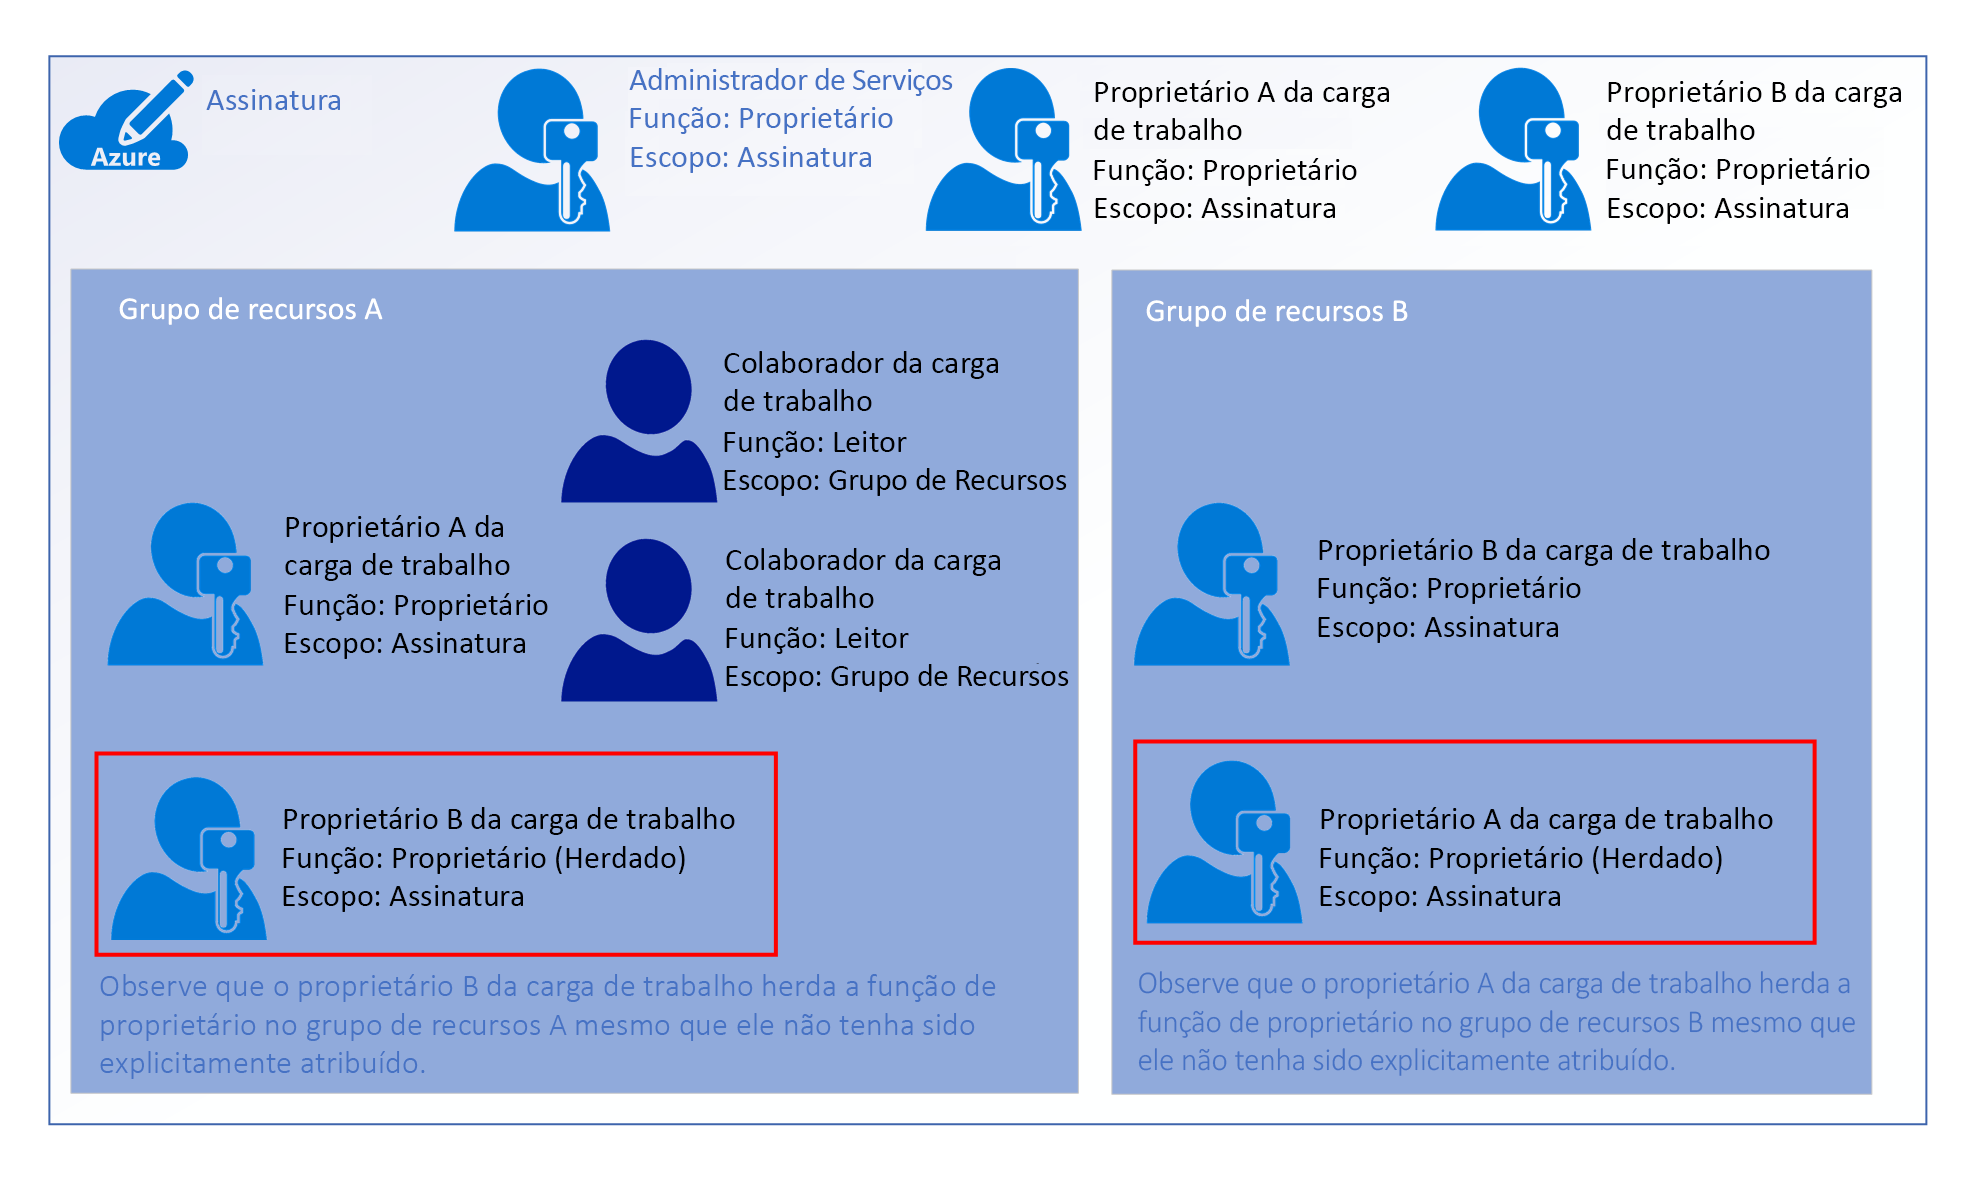 Azure
Assinatura
Administrador de Serviços
Função: Proprietário
Escopo: Assinatura
Proprietário A da carga
de trabalho
Função: Proprietário
Escopo: Assinatura
Proprietário B da carga
de trabalho
Função: Proprietário
Escopo: Assinatura
Grupo de recursos A
Colaborador da carga
de trabalho
Função: Leitor
Escopo: Grupo de Recursos
Proprietário A da
carga de trabalho
Função: Proprietário
Escopo: Assinatura
Colaborador da carga
de trabalho
Função: Leitor
Escopo: Grupo de Recursos
Proprietário B da carga de trabalho
Função: Proprietário (Herdado)
Escopo: Assinatura
Observe que o proprietário B da carga de trabalho herda a função de
proprietário no grupo de recursos A mesmo que ele não tenha sido
explicitamente atribuído.
Grupo de recursos B
Proprietário B da carga de trabalho
Função: Proprietário
Escopo: Assinatura
Proprietário A da carga de trabalho
Função: Proprietário (Herdado)
Escopo: Assinatura
Observe que o proprietário A da carga de trabalho herda a
função de proprietário no grupo de recursos B mesmo que
ele não tenha sido explicitamente atribuído.